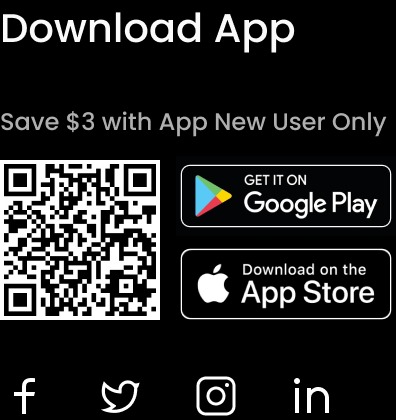 Download App
Save $3 with App New User Only
GET IT ON
Google Play
Download on the
App Store